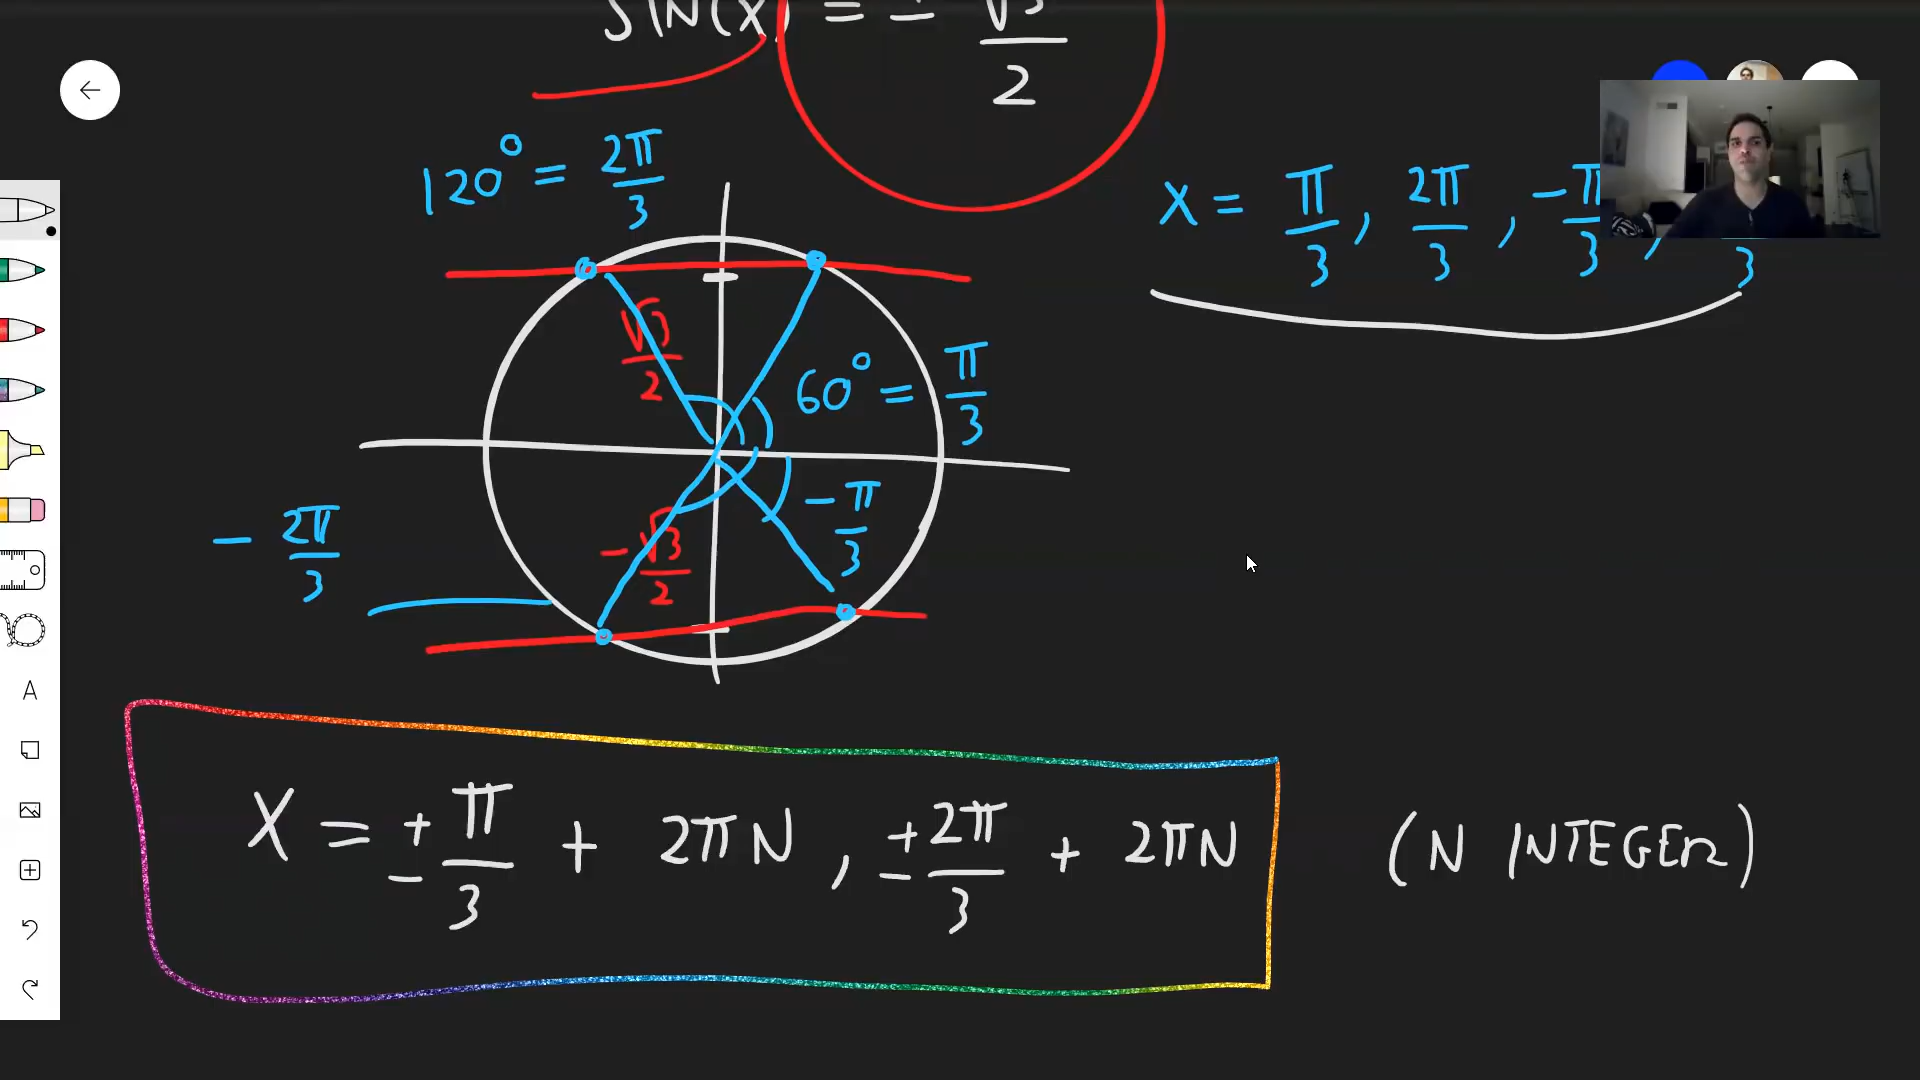 SIN(X) = ± √3/2
120° = 2π/3
X = π/3, 2π/3, -π/3,
3
√3/2
60° = π/3
-π/3
- 2π/3
-√3/2
X = ± π/3 + 2πN, ± 2π/3 + 2πN (N INTEGER)
A